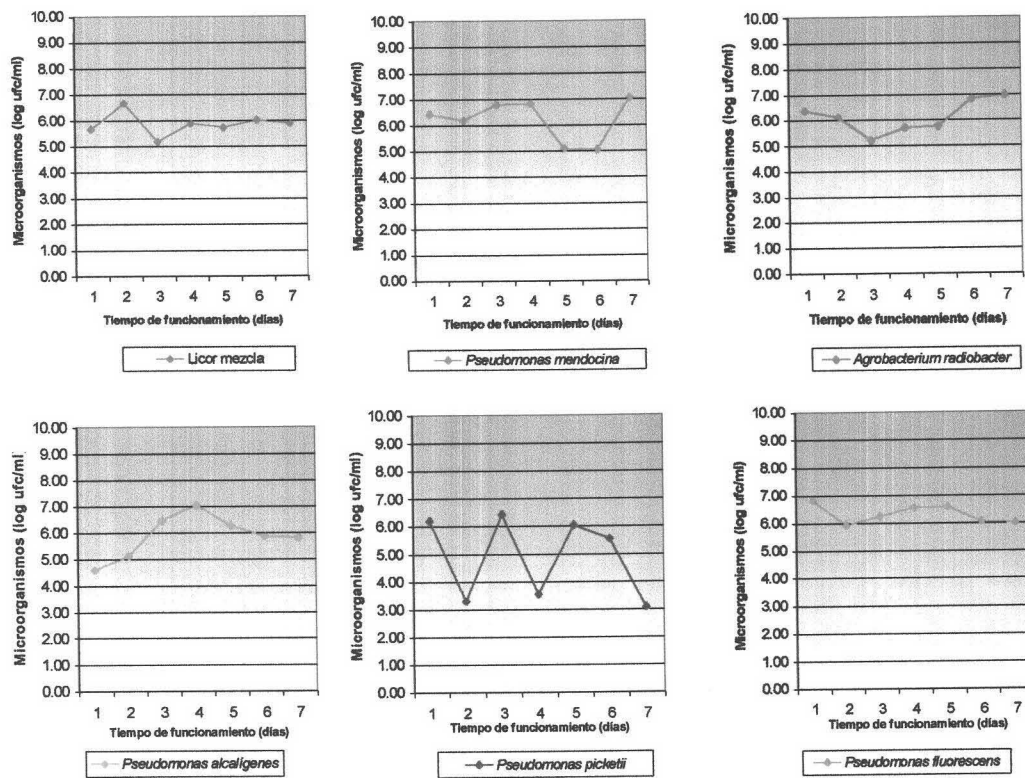 Microorganismos (log ufc/ml)
10.00
9.00
8.00
7.00
6.00
5.00
4.00
3.00
2.00
1.00
0.00
1 2 3 4 5 6 7
Tiempo de funcionamiento (días)
Licor mezcla
Microorganismos (log ufc/ml)
10.00
9.00
8.00
7.00
6.00
5.00
4.00
3.00
2.00
1.00
0.00
1 2 3 4 5 6 7
Tiempo de funcionamiento (días)
Pseudomonas mendocina
Microorganismos (log ufc/ml)
10.00
9.00
8.00
7.00
6.00
5.00
4.00
3.00
2.00
1.00
0.00
1 2 3 4 5 6 7
Tiempo de funcionamiento (días)
Agrobacterium radiobacter
Microorganismos (log ufc/ml)
10.00
9.00
8.00
7.00
6.00
5.00
4.00
3.00
2.00
1.00
0.00
1 2 3 4 5 6 7
Tiempo de funcionamiento (días)
Pseudomonas alcalígenes
Microorganismos (log ufc/ml)
10.00
9.00
8.00
7.00
6.00
5.00
4.00
3.00
2.00
1.00
0.00
1 2 3 4 5 6 7
Tiempo de funcionamiento (días)
Pseudomonas picketii
Microorganismos (log ufc/ml)
10.00
9.00
8.00
7.00
6.00
5.00
4.00
3.00
2.00
1.00
0.00
1 2 3 4 5 6 7
Tiempo de funcionamiento (días)
Pseudomonas fluorescens